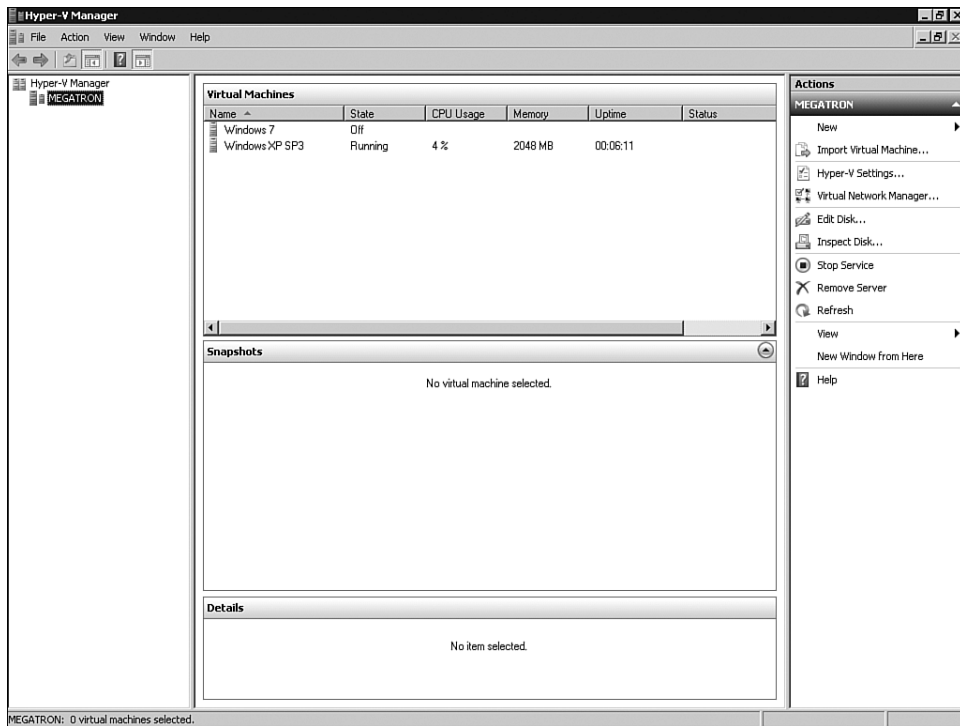 Hyper-V Manager
File Action View Window Help
Hyper-V Manager
MEGATRON
Virtual Machines
Name State CPU Usage Memory Uptime Status
Windows 7 Off
Windows XP SP3 Running 4 % 2048 MB 00:06:11
Snapshots
No virtual machine selected.
Details
No item selected.
Actions
MEGATRON
New
Import Virtual Machine...
Hyper-V Settings...
Virtual Network Manager...
Edit Disk...
Inspect Disk...
Stop Service
Remove Server
Refresh
View
New Window from Here
Help
MEGATRON: 0 virtual machines selected.